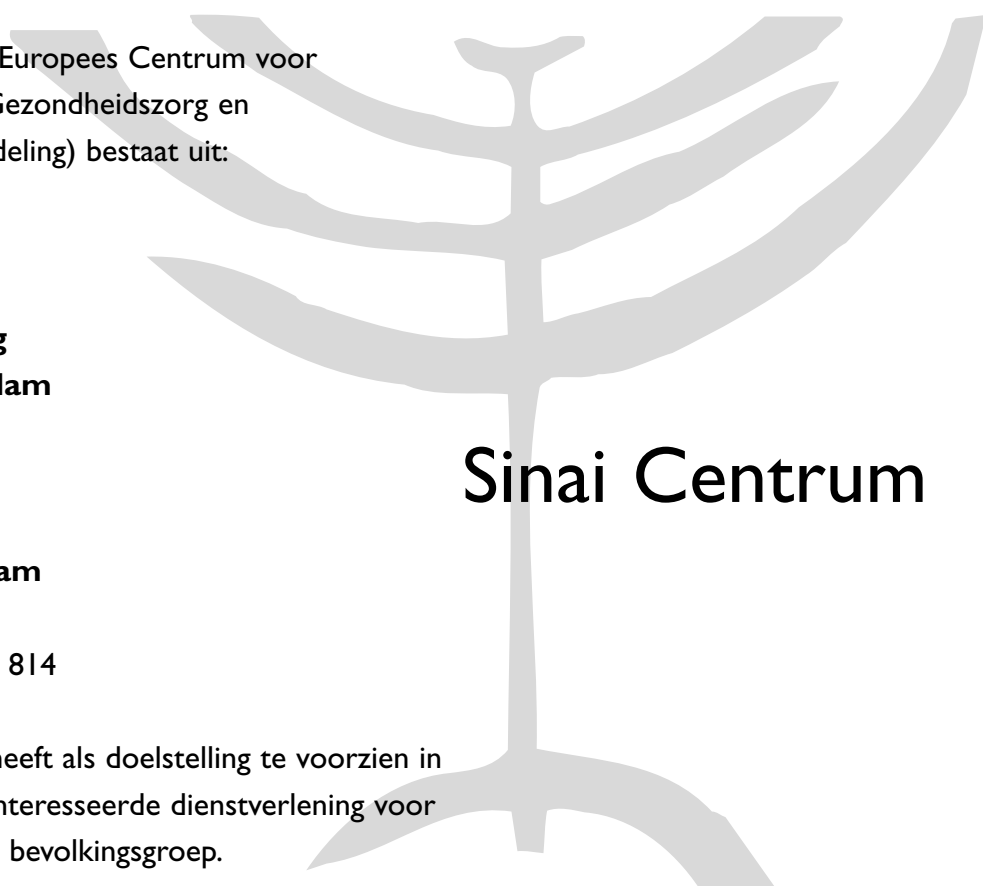 Europees Centrum voor
Gezondheidszorg en
deling) bestaat uit:
g
dam
Sinai Centrum
am
814
heeft als doelstelling te voorzien in
nteresseerde dienstverlening voor
bevolkingsgroep.